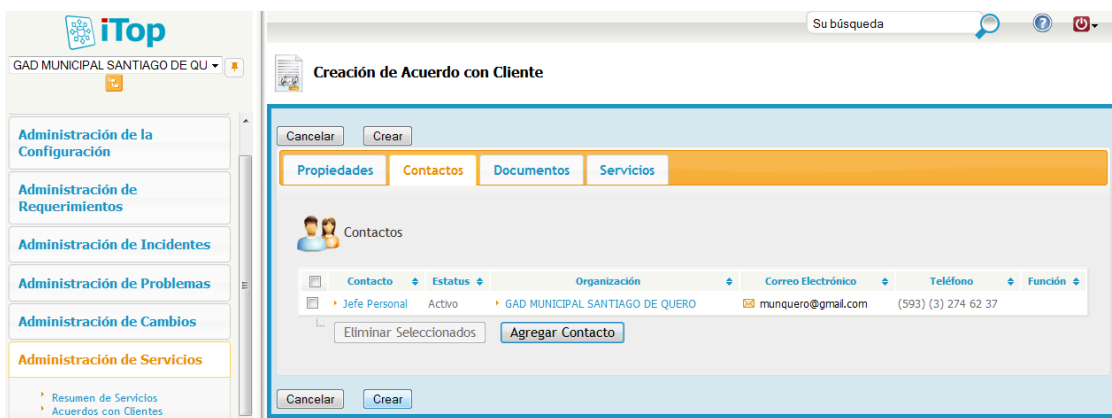 iTop
Su búsqueda
GAD MUNICIPAL SANTIAGO DE QU
Creación de Acuerdo con Cliente
Administración de la
Configuración
Administración de
Requerimientos
Administración de Incidentes
Administración de Problemas
Administración de Cambios
Administración de Servicios
Resumen de Servicios
Acuerdos con Clientes
Cancelar Crear
Propiedades Contactos Documentos Servicios
Contactos
Contacto Estatus Organización Correo Electrónico Teléfono Función
Jefe Personal Activo GAD MUNICIPAL SANTIAGO DE QUERO munquero@gmail.com (593) (3) 274 62 37
Eliminar Seleccionados Agregar Contacto
Cancelar Crear